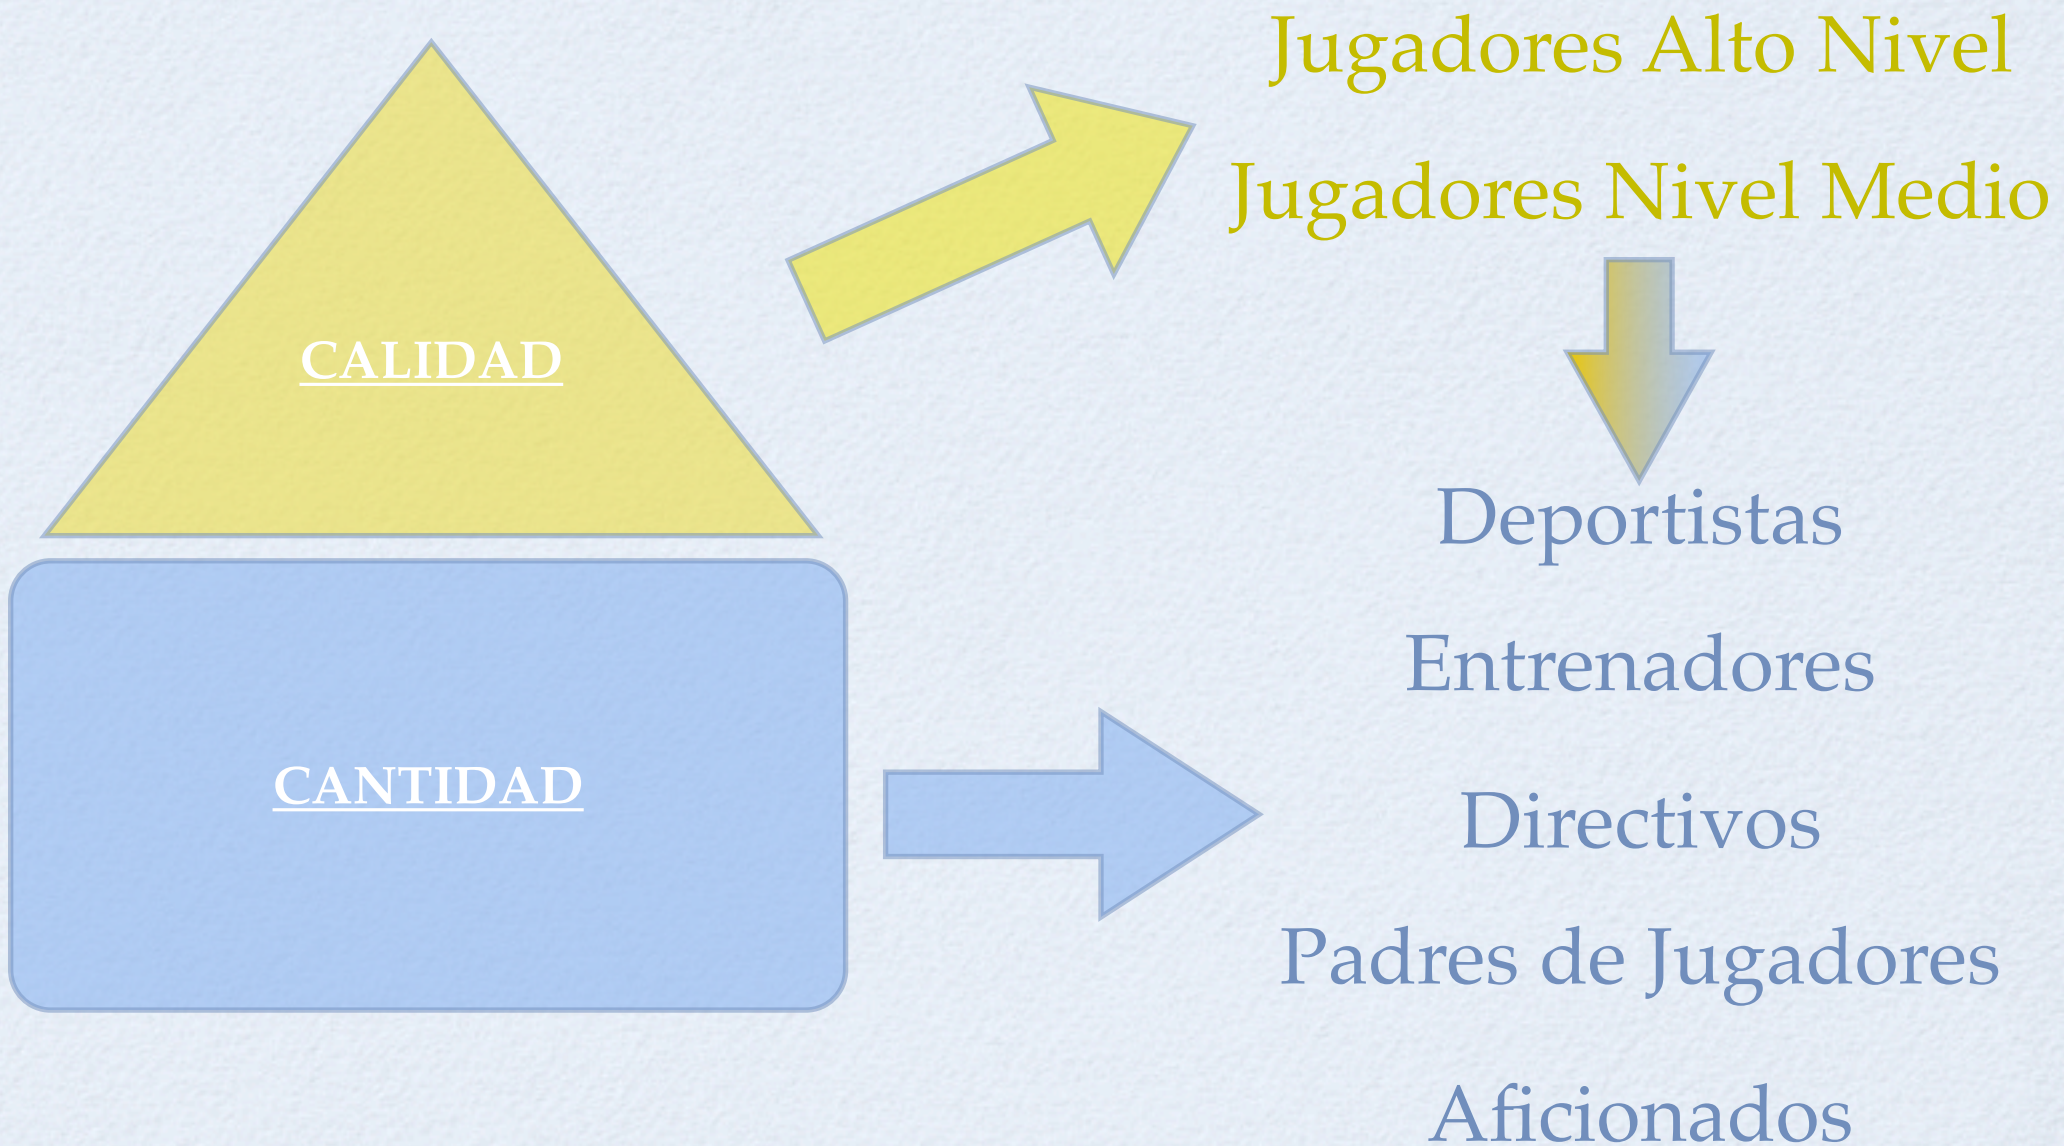 CALIDAD
CANTIDAD
Jugadores Alto Nivel
Jugadores Nivel Medio
Deportistas
Entrenadores
Directivos
Padres de Jugadores
Aficionados